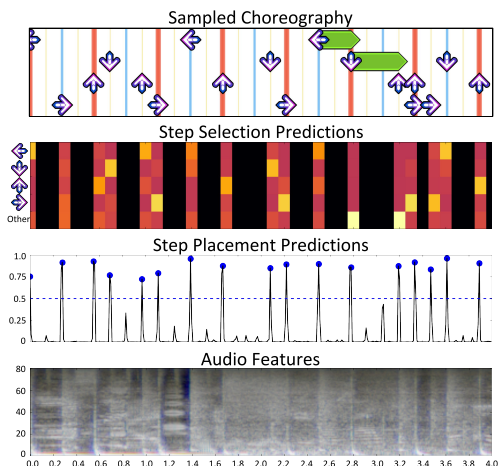 Sampled Choreography
Step Selection Predictions
Other
Step Placement Predictions
1.0
0.75
0.5
0.25
0
Audio Features
80
60
40
20
0
0.0 0.2 0.4 0.6 0.8 1.0 1.2 1.4 1.6 1.8 2.0 2.2 2.4 2.6 2.8 3.0 3.2 3.4 3.6 3.8 4.0